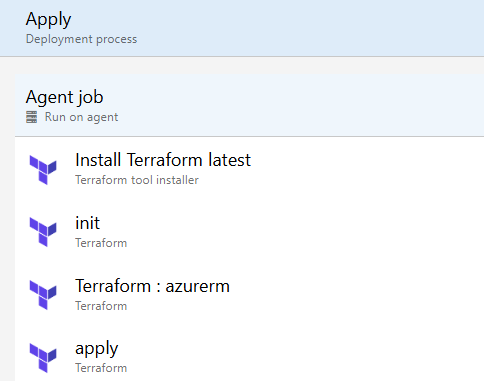 Apply
Deployment process
Agent job
Run on agent
Install Terraform latest
Terraform tool installer
init
Terraform
Terraform : azurerm
Terraform
apply
Terraform